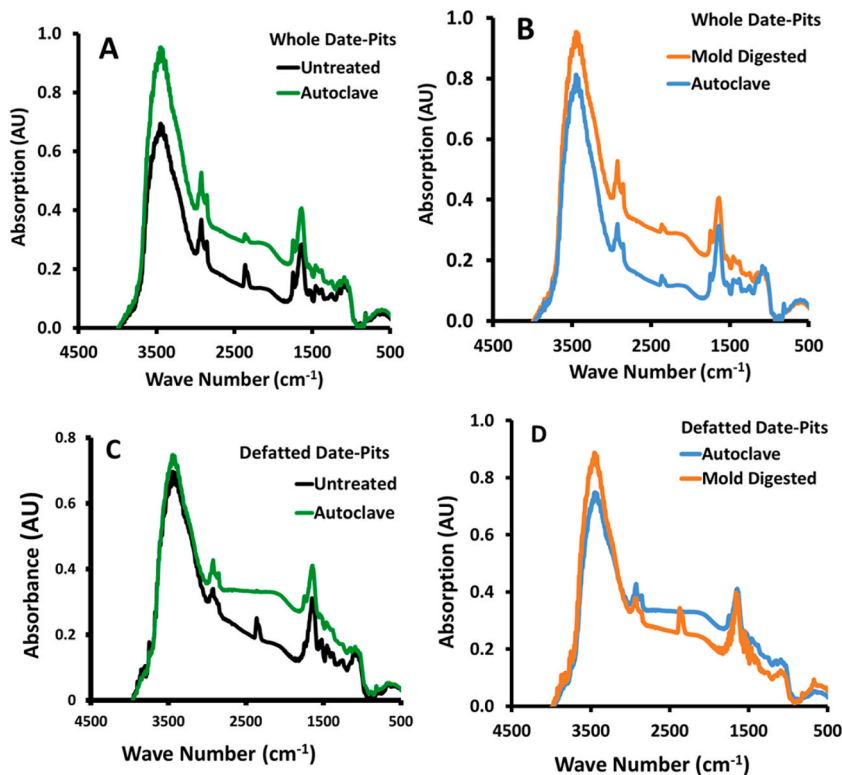 A
Whole Date-Pits
Untreated
Autoclave
Absorption (AU)
1.0
0.8
0.6
0.4
0.2
0.0
4500 3500 2500 1500 500
Wave Number (cm⁻¹)
B
Whole Date-Pits
Mold Digested
Autoclave
Absorption (AU)
1.0
0.8
0.6
0.4
0.2
0.0
4500 3500 2500 1500 500
Wave Number (cm⁻¹)
C
Defatted Date-Pits
Untreated
Autoclave
Absorbance (AU)
0.8
0.6
0.4
0.2
0
4500 3500 2500 1500 500
Wave Number (cm⁻¹)
D
Defatted Date-Pits
Autoclave
Mold Digested
Absorption (AU)
1.0
0.8
0.6
0.4
0.2
0.0
4500 3500 2500 1500 500
Wave Number (cm⁻¹)